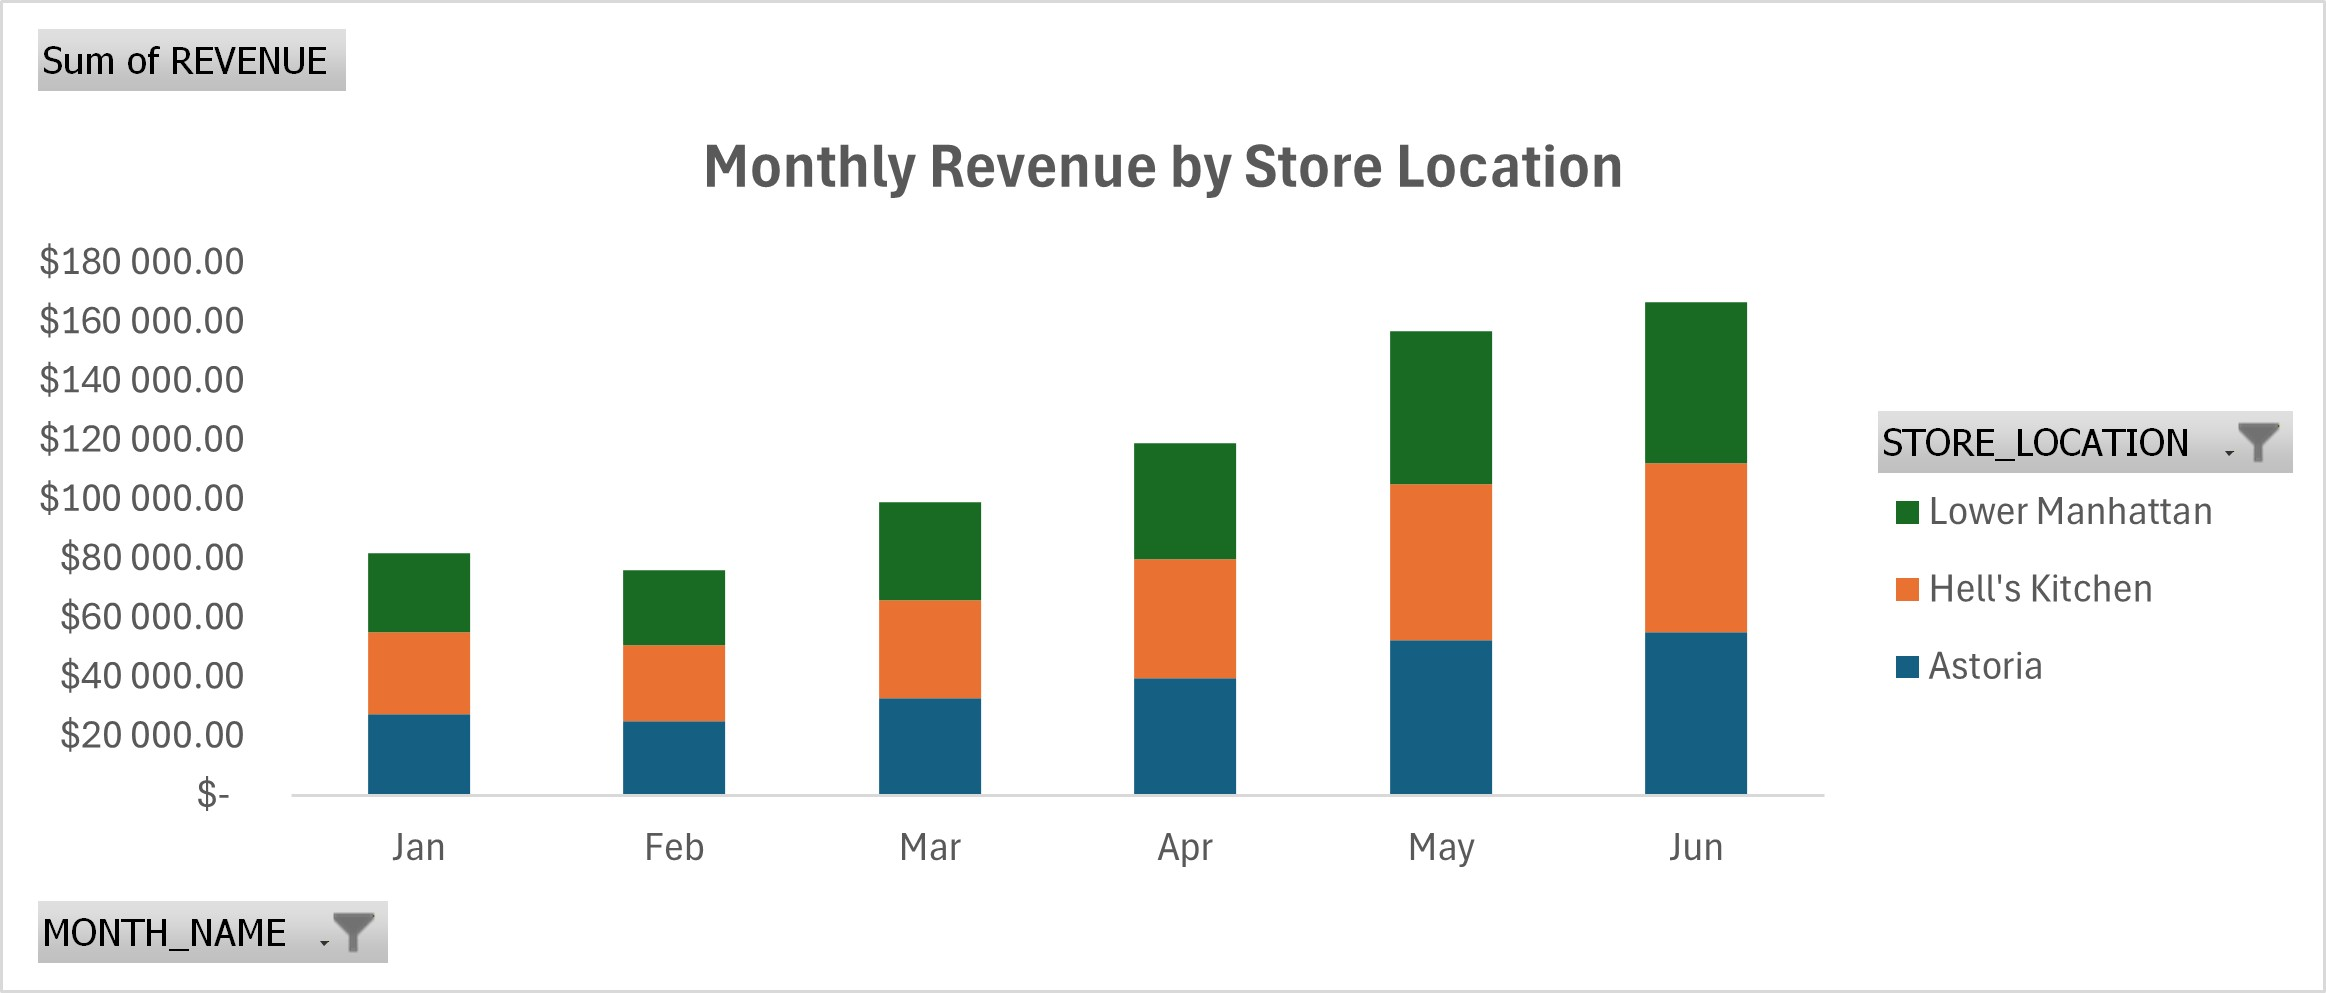 Sum of REVENUE
Monthly Revenue by Store Location
$180 000.00
$160 000.00
$140 000.00
$120 000.00
$100 000.00
$80 000.00
$60 000.00
$40 000.00
$20 000.00
$-
Jan Feb Mar Apr May Jun
STORE_LOCATION
Lower Manhattan
Hell's Kitchen
Astoria
MONTH_NAME